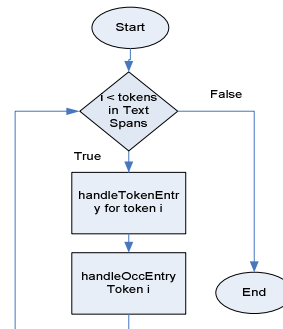 Start
i < tokens
in Text
Spans
False
True
handleTokenEntr
y for token i
handleOccEntry
Token i
End